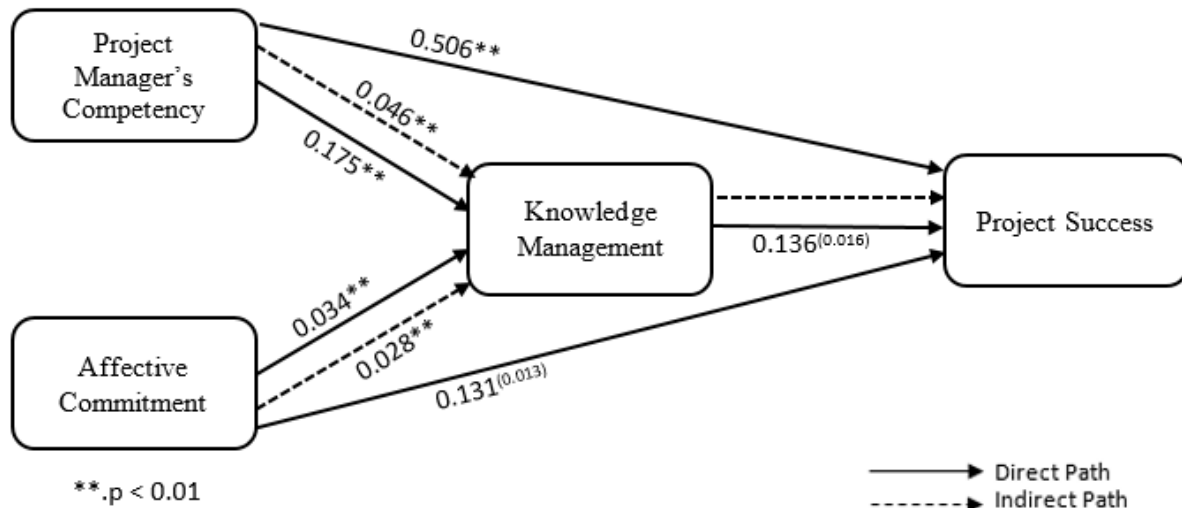 Project
Manager’s
Competency
0.506**
0.046**
0.175**
Knowledge
Management
Project Success
0.136(0.016)
0.034**
0.028**
0.131(0.013)
Affective
Commitment
**.p < 0.01
Direct Path
Indirect Path